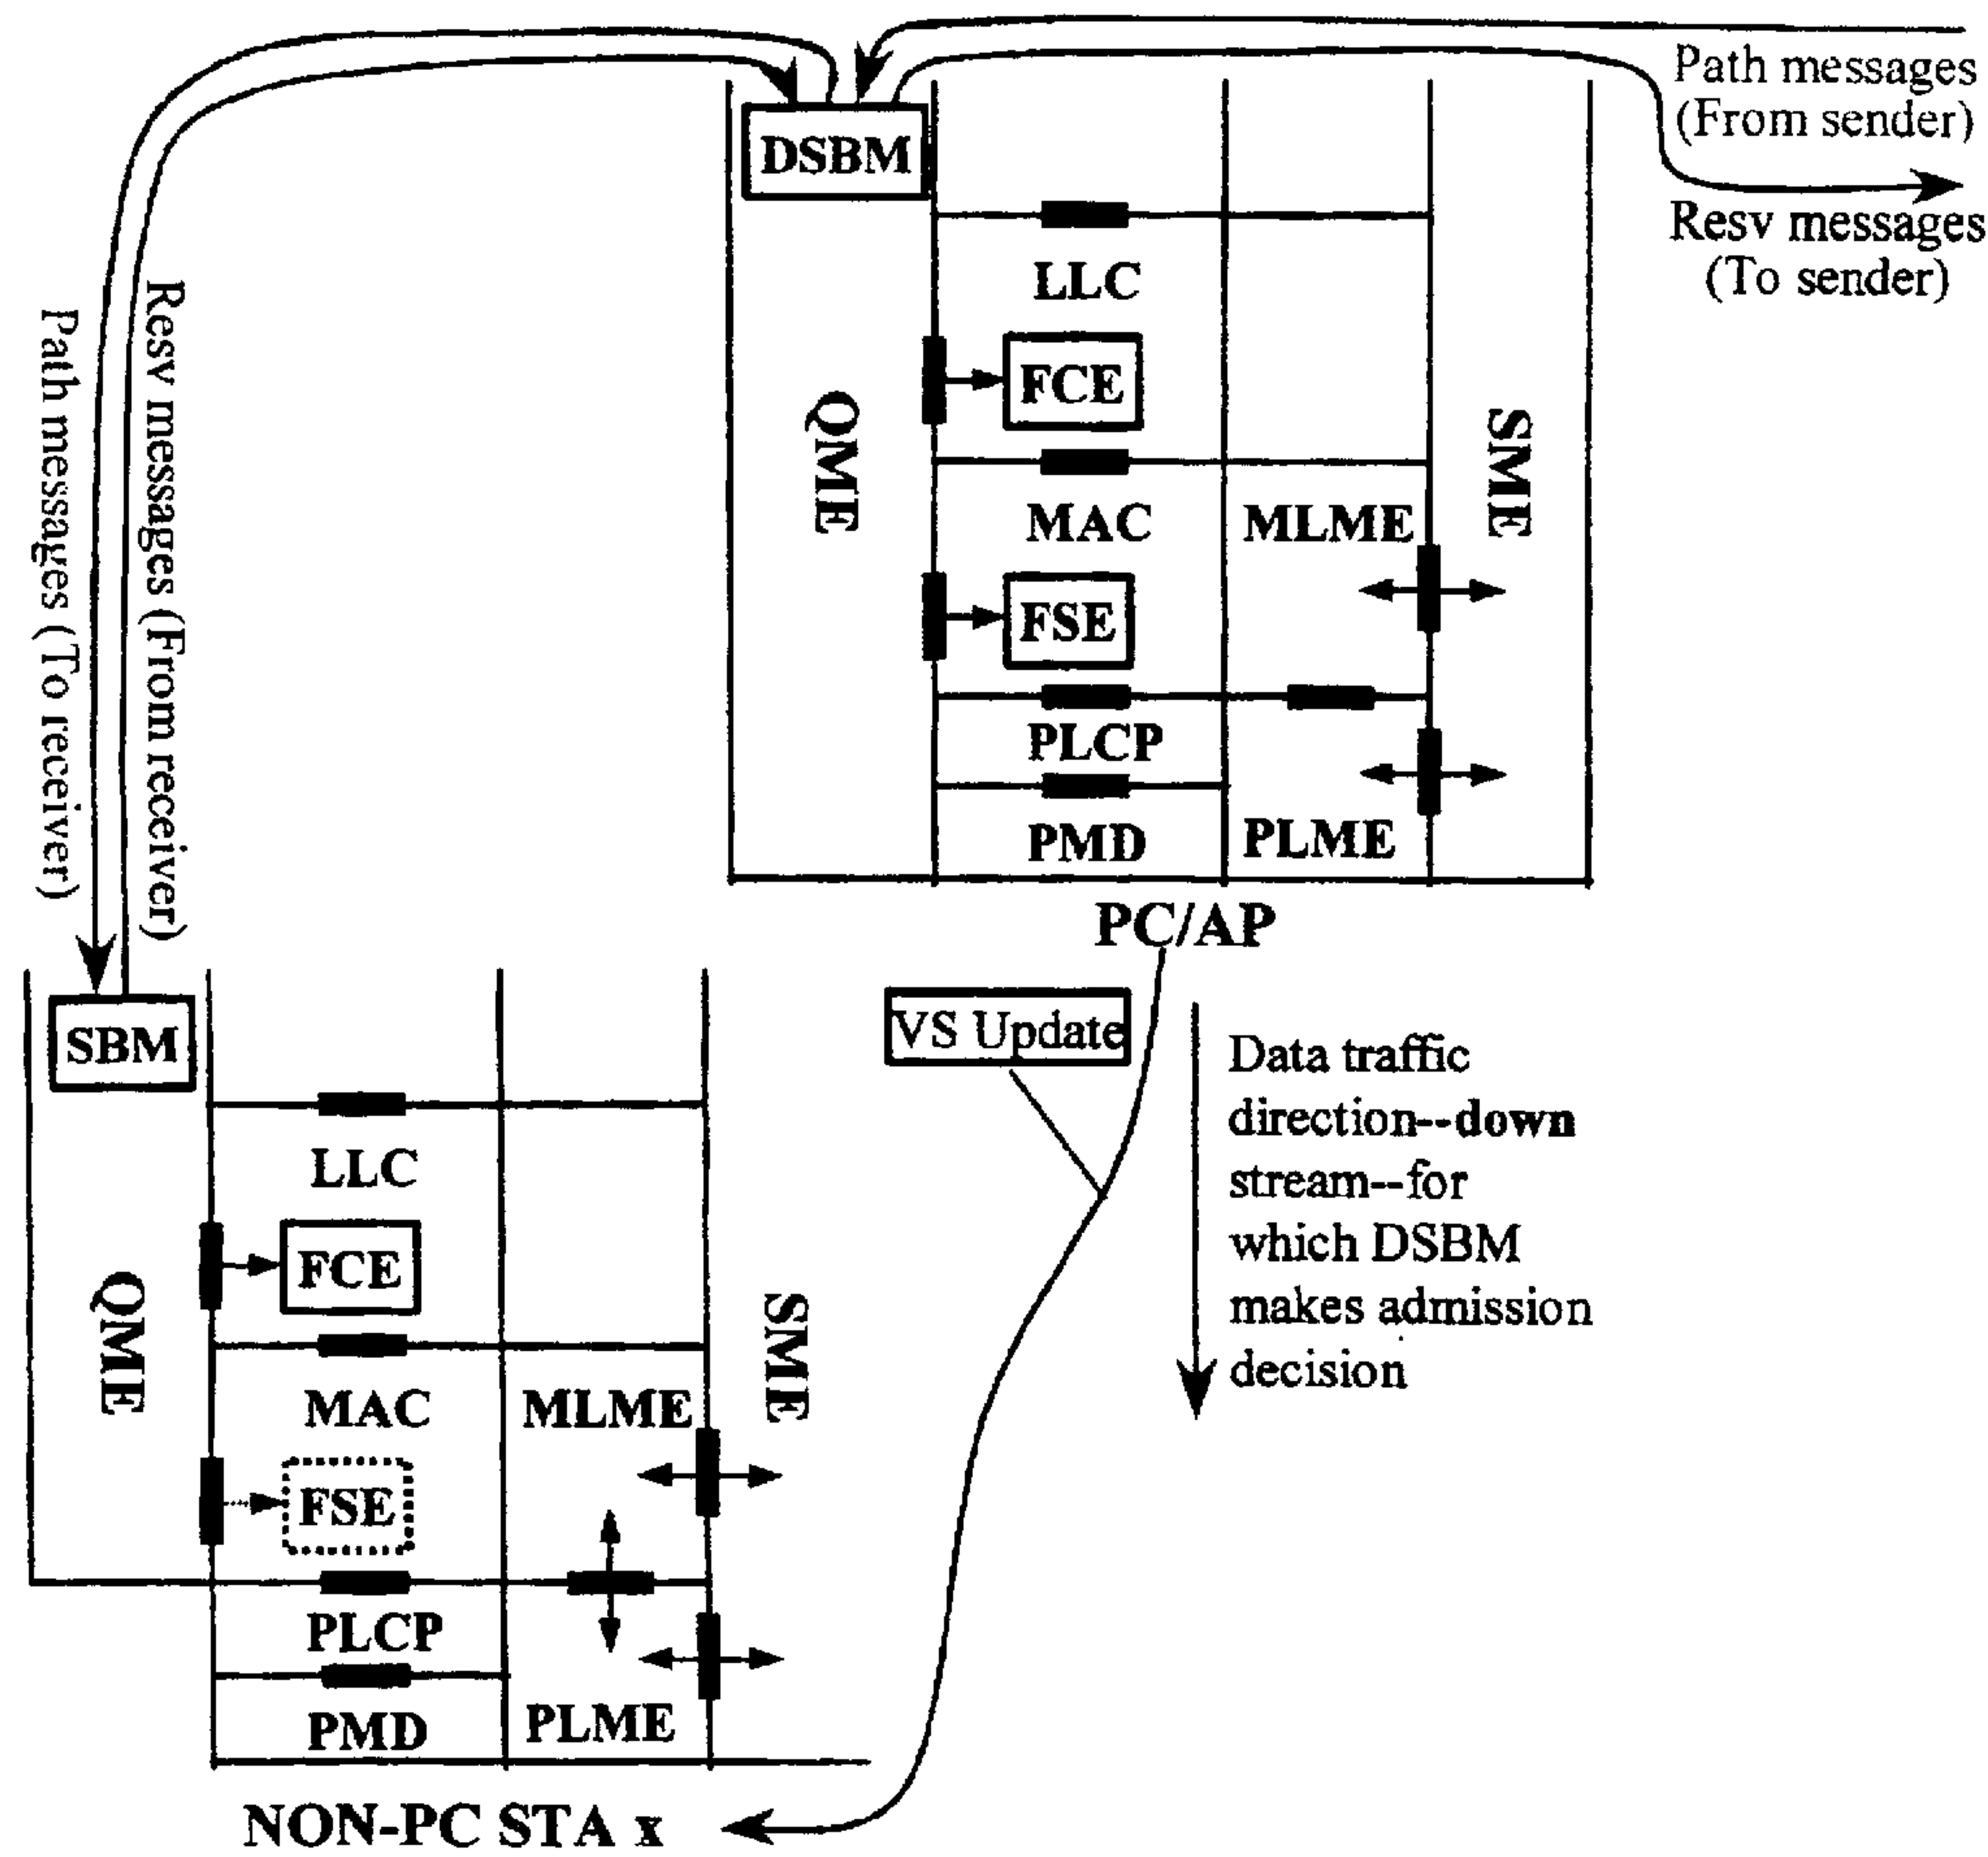 Path messages
(From sender)
DSBM
Resv messages
(To sender)
LLC
FCE
QME
SME
MAC
MLME
FSE
PLCP
PMD
PLME
PC/AP
Path messages (To receiver)
Resv messages (From receiver)
SBM
VS Update
Data traffic
direction--down
stream--for
which DSBM
makes admission
decision
LLC
FCE
QME
SME
MAC
MLME
FSE
PLCP
PMD
PLME
NON-PC STA x